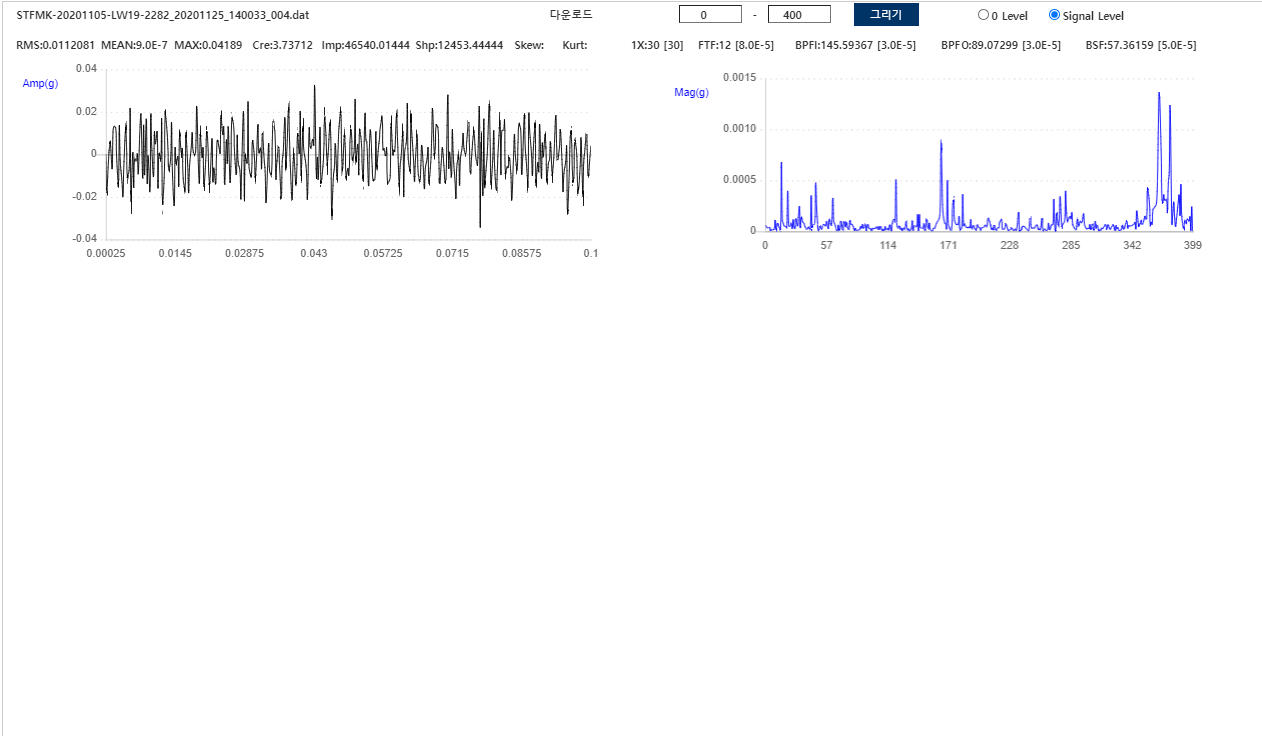 STFMK-20201105-LW19-2282_20201125_140033_004.dat 다운로드 0 - 400 그리기 0 Level Signal Level
RMS:0.0112081 MEAN:9.0E-7 MAX:0.04189 Cre:3.73712 Imp:46540.01444 Shp:12453.44444 Skew: Kurt: 1X:30 [30] FTF:12 [8.0E-5] BPFI:145.59367 [3.0E-5] BPFO:89.07299 [3.0E-5] BSF:57.36159 [5.0E-5]
Amp(g)
0.04
0.02
0
-0.02
-0.04
0.00025 0.0145 0.02875 0.043 0.05725 0.0715 0.08575 0.1
Mag(g)
0.0015
0.0010
0.0005
0
0 57 114 171 228 285 342 399